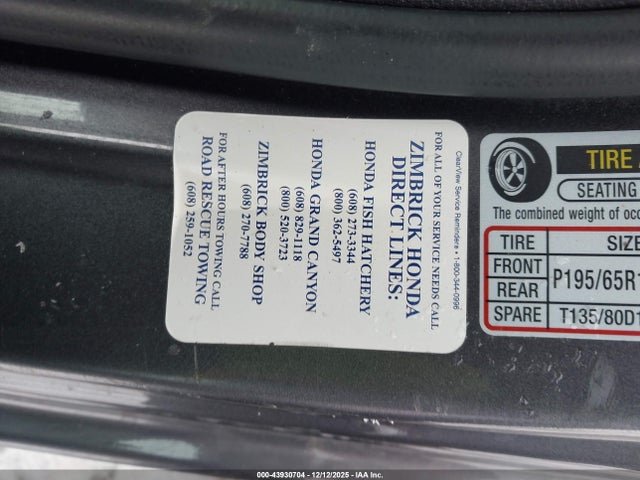 ClearView Service Reminders • 1-800-344-0996
FOR ALL OF YOUR SERVICE NEEDS CALL
ZIMBRICK HONDA
DIRECT LINES:
HONDA FISH HATCHERY
(608) 273-3344
(800) 362-5497
HONDA GRAND CANYON
(608) 829-1118
(800) 520-3723
ZIMBRICK BODY SHOP
(608) 270-7788
FOR AFTER HOURS TOWING CALL
ROAD RESCUE TOWING
(608) 259-1052
TIRE
SEATING
The combined weight of
TIRE SIZE
FRONT P195/65R1
REAR
SPARE T135/80D1
000-43930704 - 12/12/2025 - IAA Inc.